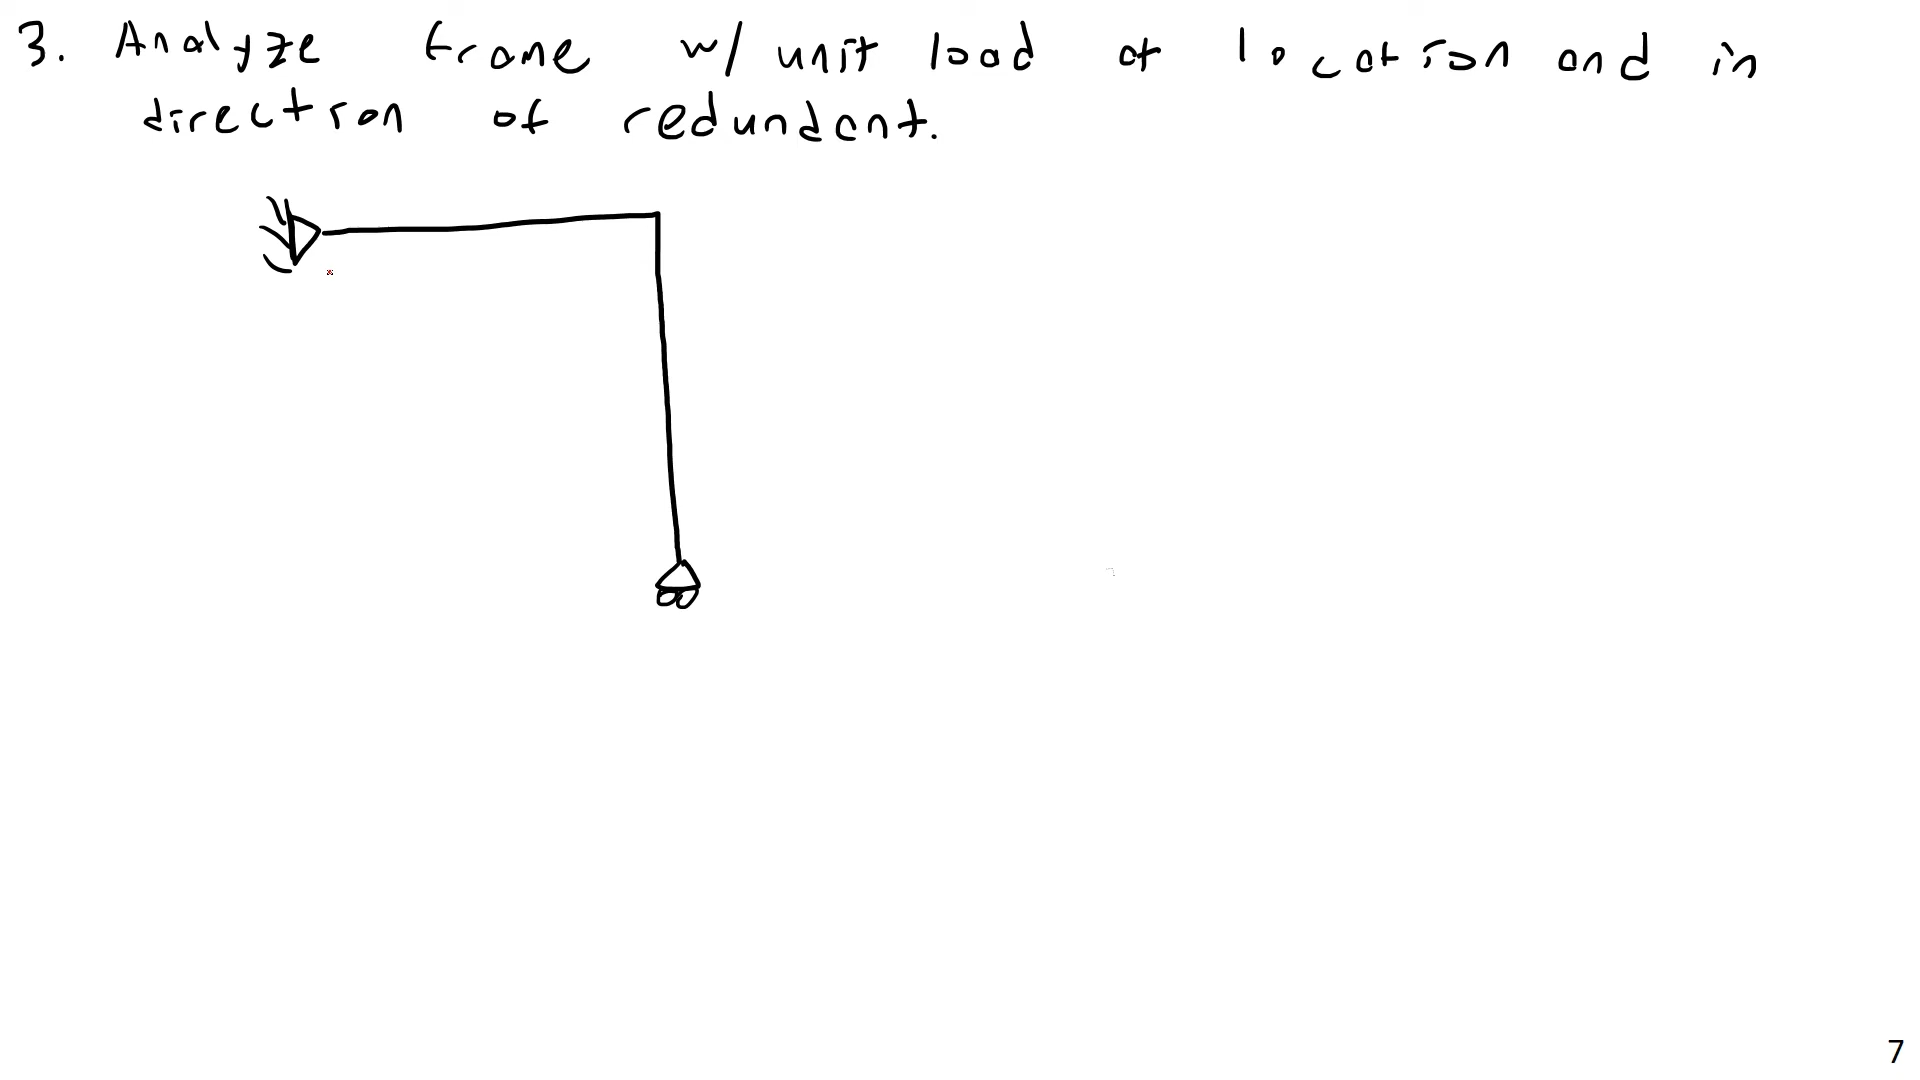 3. Analyze frame w/ unit load at location and in
direction of redundant.
7